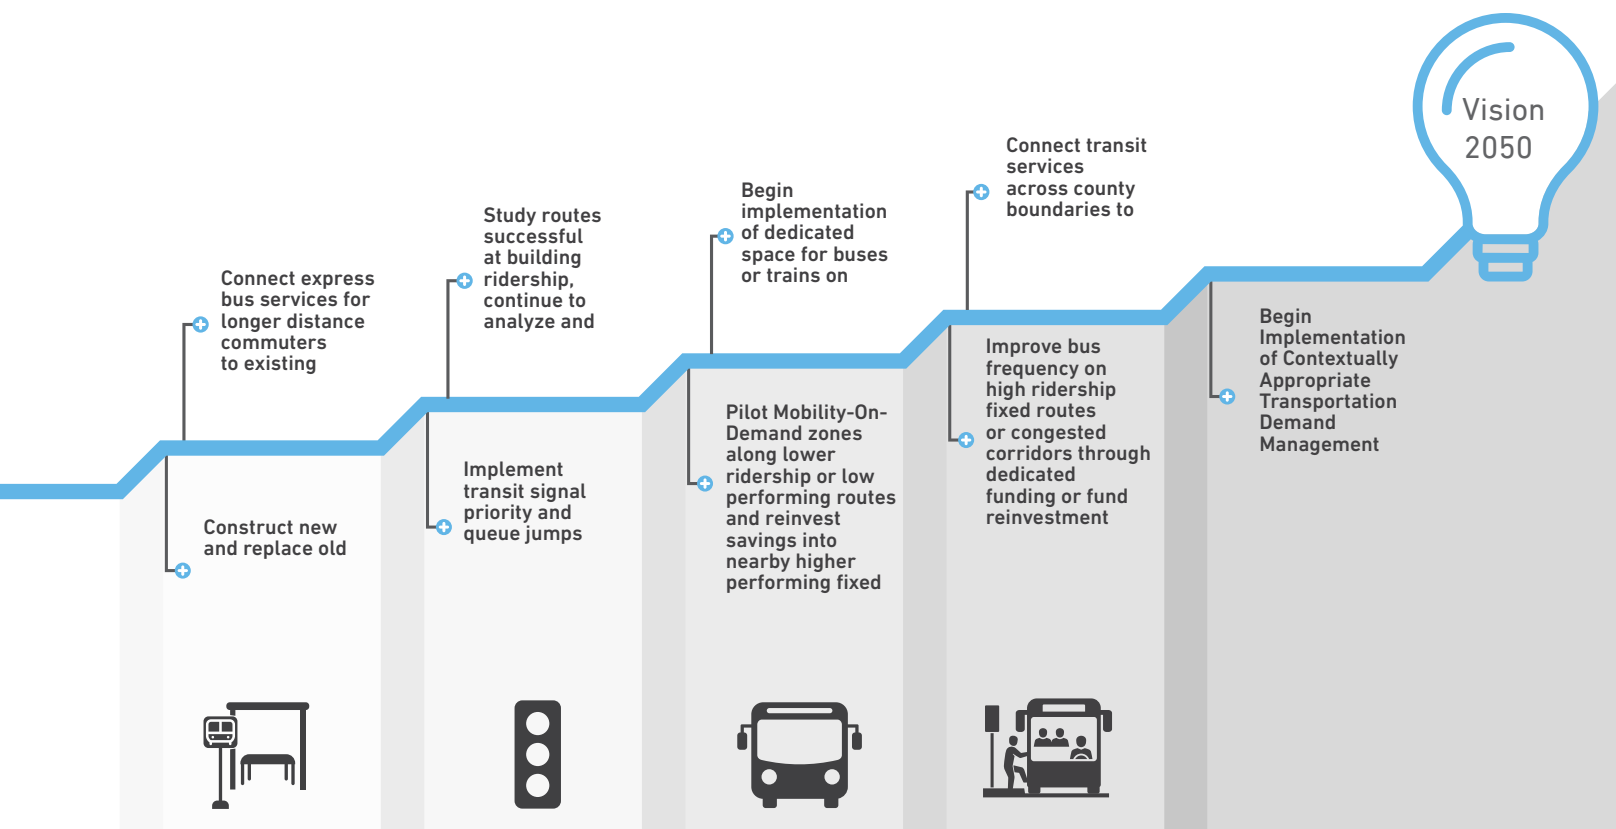 Connect express
bus services for
longer distance
commuters
to existing
Construct new
and replace old
Study routes
successful
at building
ridership,
continue to
analyze and
Implement
transit signal
priority and
queue jumps
Begin
implementation
of dedicated
space for buses
or trains on
Pilot Mobility-On-
Demand zones
along lower
ridership or low
performing routes
and reinvest
savings into
nearby higher
performing fixed
Connect transit
services
across county
boundaries to
Improve bus
frequency on
high ridership
fixed routes
or congested
corridors through
dedicated
funding or fund
reinvestment
Begin
Implementation
of Contextually
Appropriate
Transportation
Demand
Management
Vision
2050